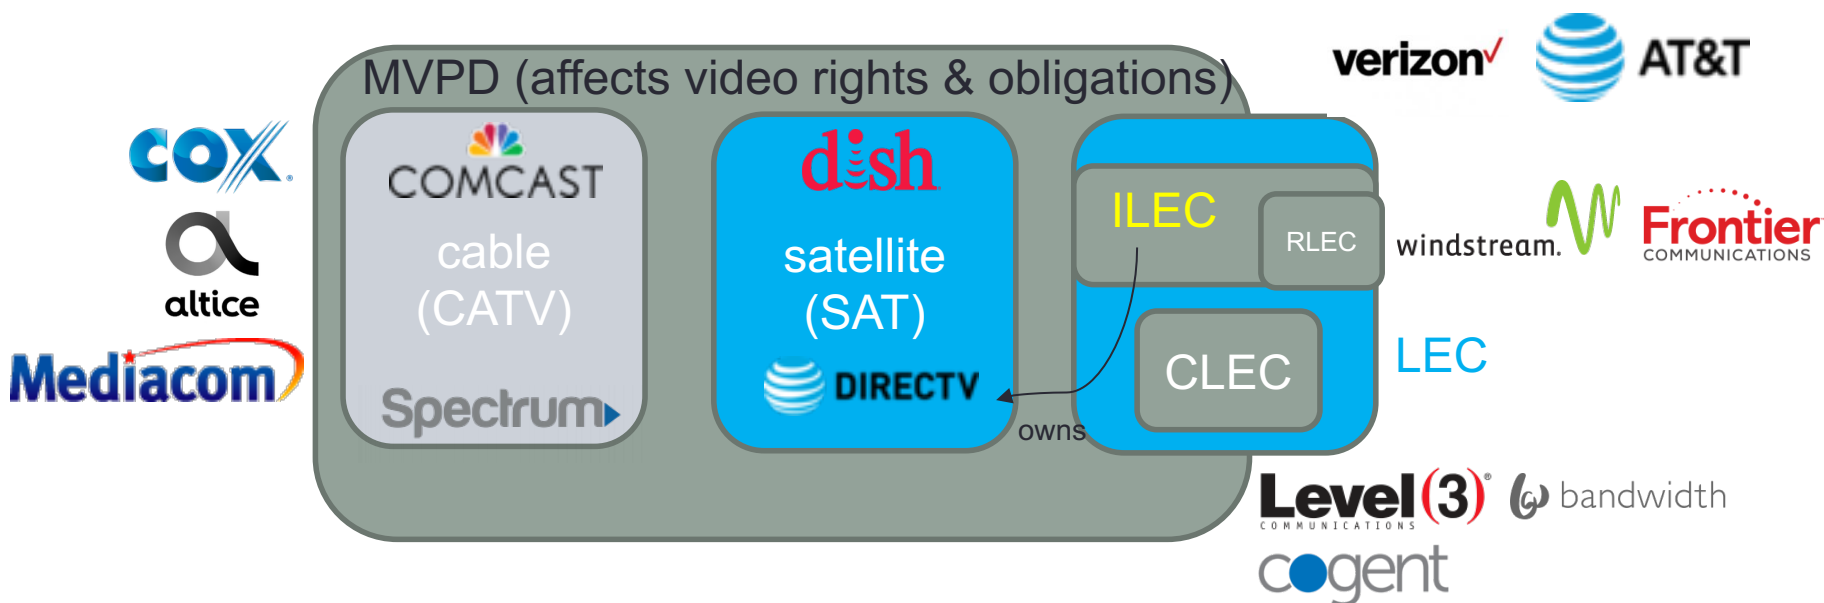 MVPD (affects video rights & obligations)
verizon
AT&T
COX
altice
Mediacom
COMCAST
cable
(CATV)
Spectrum
dish
satellite
(SAT)
DIRECTV
owns
ILEC
RLEC
CLEC
LEC
windstream.
Frontier
COMMUNICATIONS
Level(3)®
COMMUNICATIONS
bandwidth
cogent